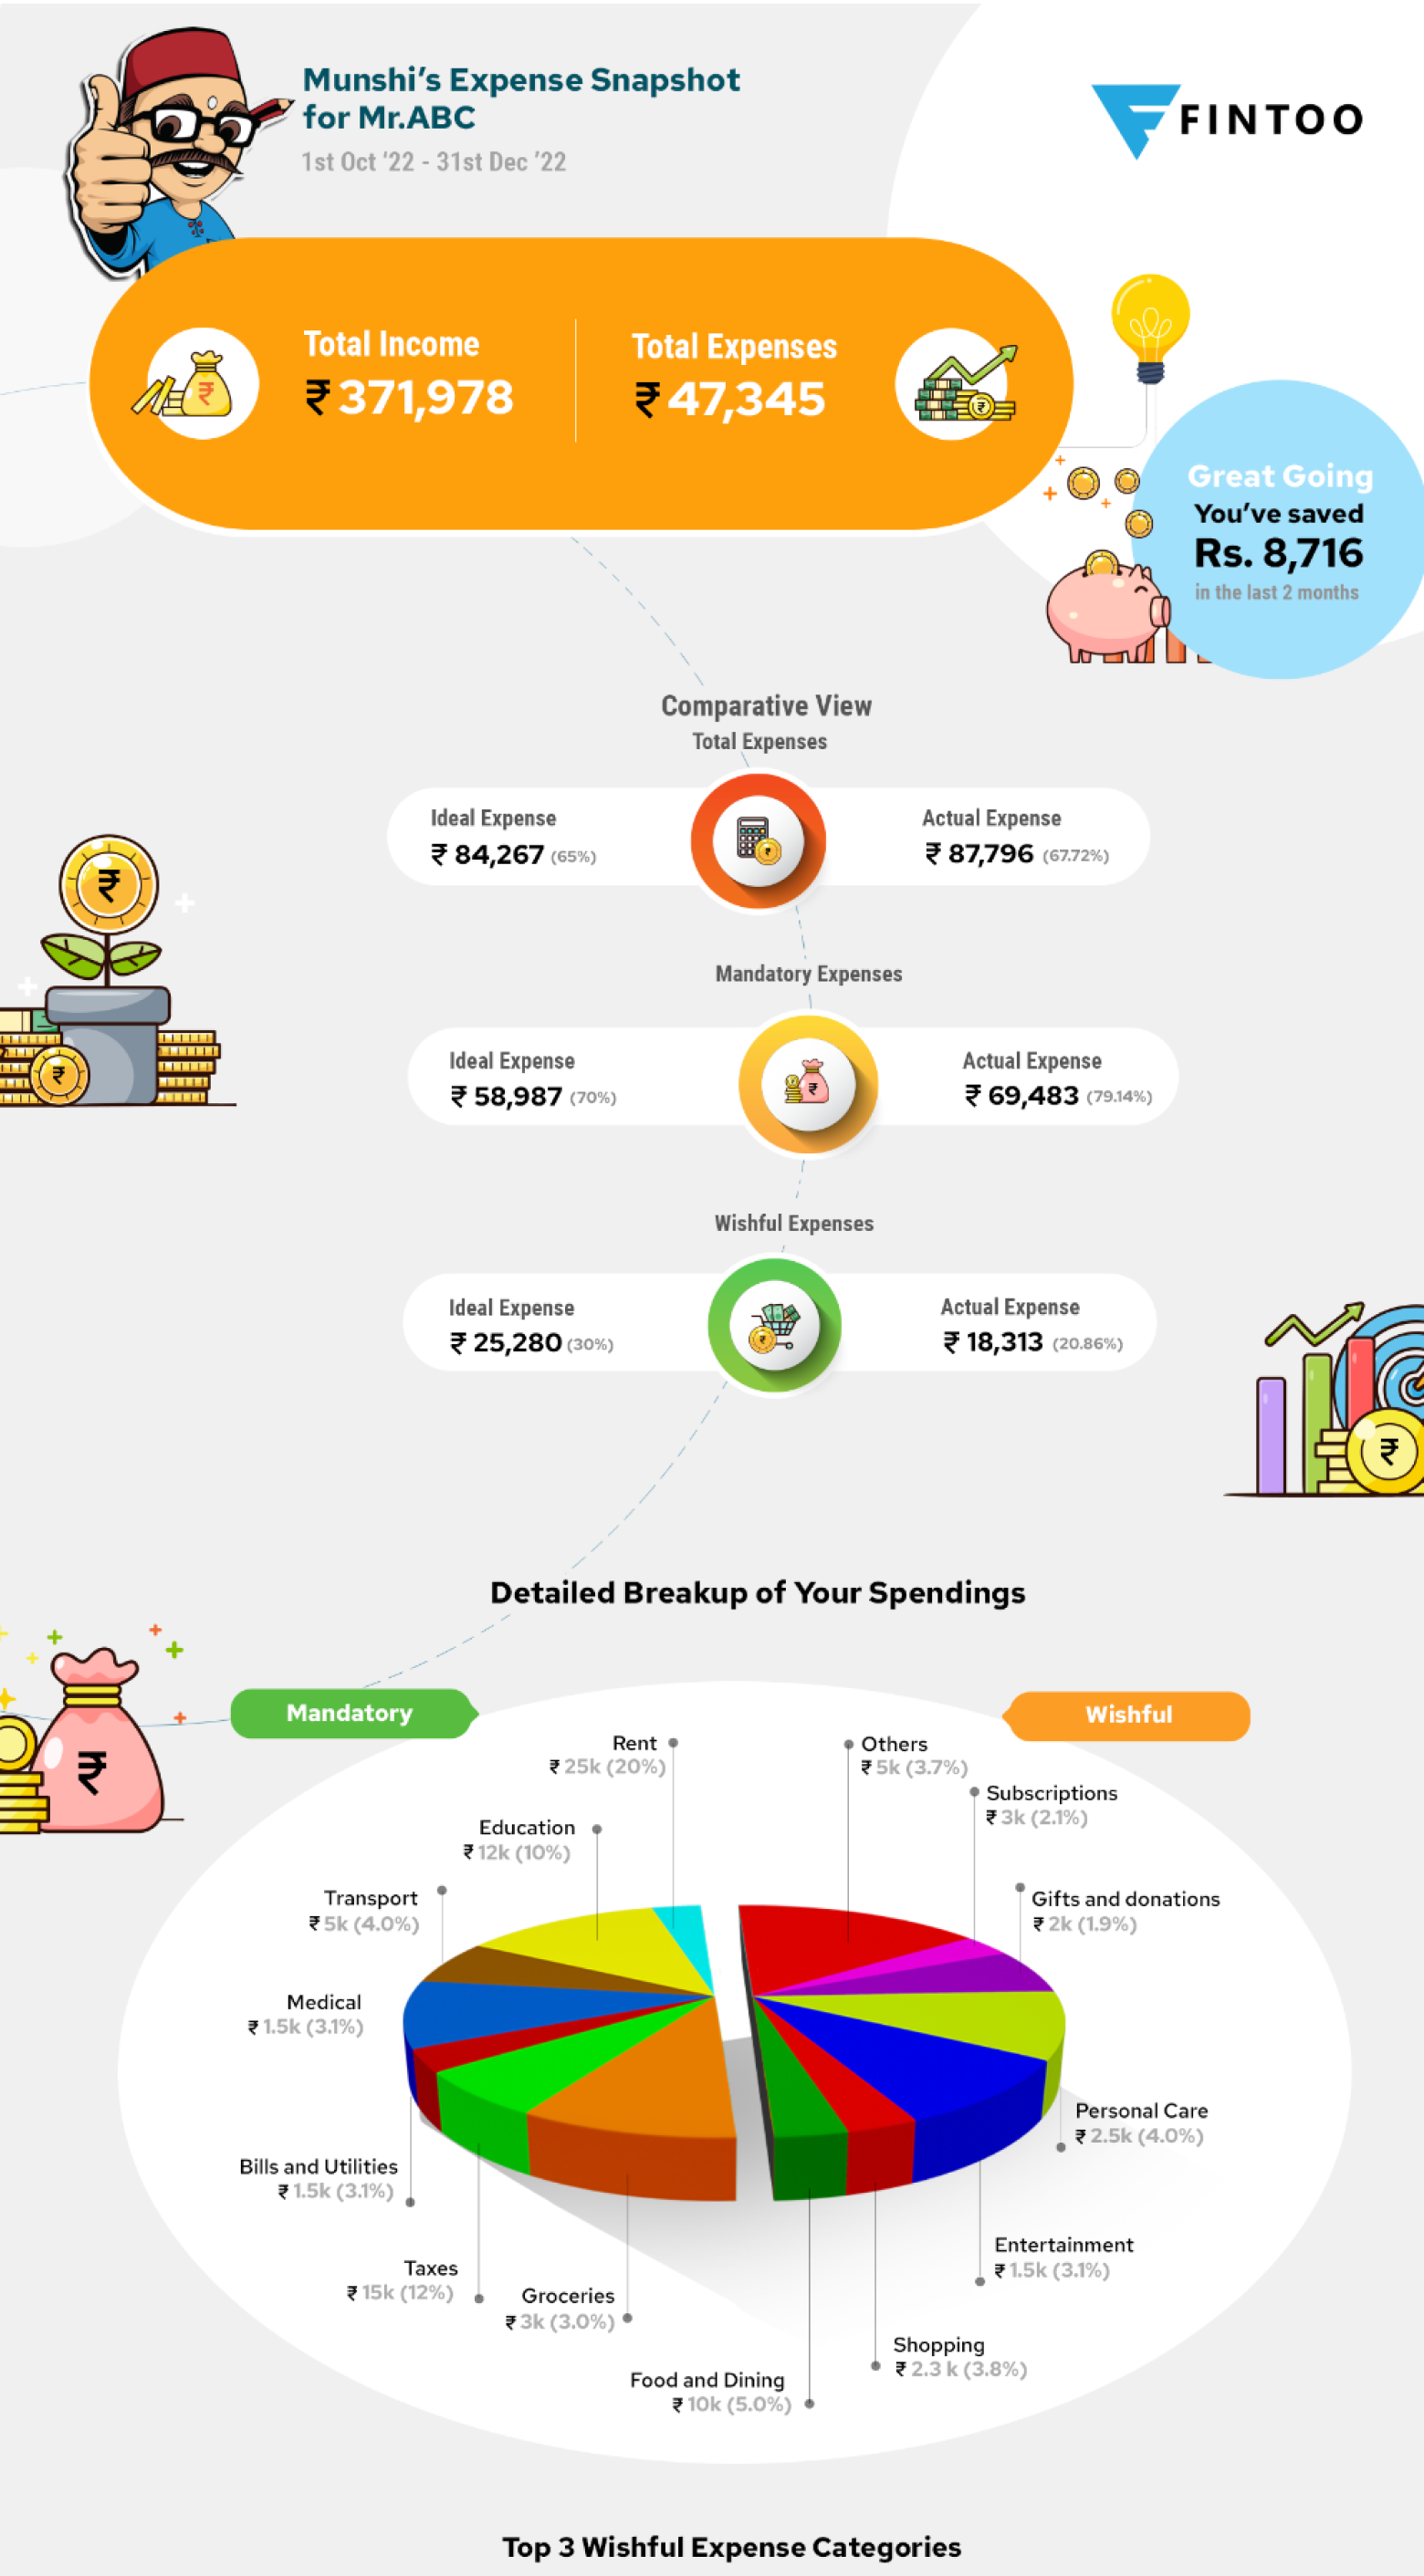 Munshi's Expense Snapshot
for Mr.ABC
1st Oct '22 - 31st Dec '22
FINTOO
Total Income
₹ 371,978
Total Expenses
₹ 47,345
Great Going
You've saved
Rs. 8,716
in the last 2 months
Comparative View
Total Expenses
Ideal Expense
₹ 84,267 (65%)
Actual Expense
₹ 87,796 (67.72%)
Mandatory Expenses
Ideal Expense
₹ 58,987 (70%)
Actual Expense
₹ 69,483 (79.14%)
Wishful Expenses
Ideal Expense
₹ 25,280 (30%)
Actual Expense
₹ 18,313 (20.86%)
Detailed Breakup of Your Spendings
Mandatory
Wishful
Rent
₹ 25k (20%)
Others
₹ 5k (3.7%)
Subscriptions
₹ 3k (2.1%)
Education
₹ 12k (10%)
Transport
₹ 5k (4.0%)
Gifts and donations
₹ 2k (1.9%)
Medical
₹ 1.5k (3.1%)
Personal Care
₹ 2.5k (4.0%)
Bills and Utilities
₹ 1.5k (3.1%)
Entertainment
₹ 1.5k (3.1%)
Taxes
₹ 15k (12%)
Groceries
₹ 3k (3.0%)
Shopping
₹ 2.3 k (3.8%)
Food and Dining
₹ 10k (5.0%)
Top 3 Wishful Expense Categories